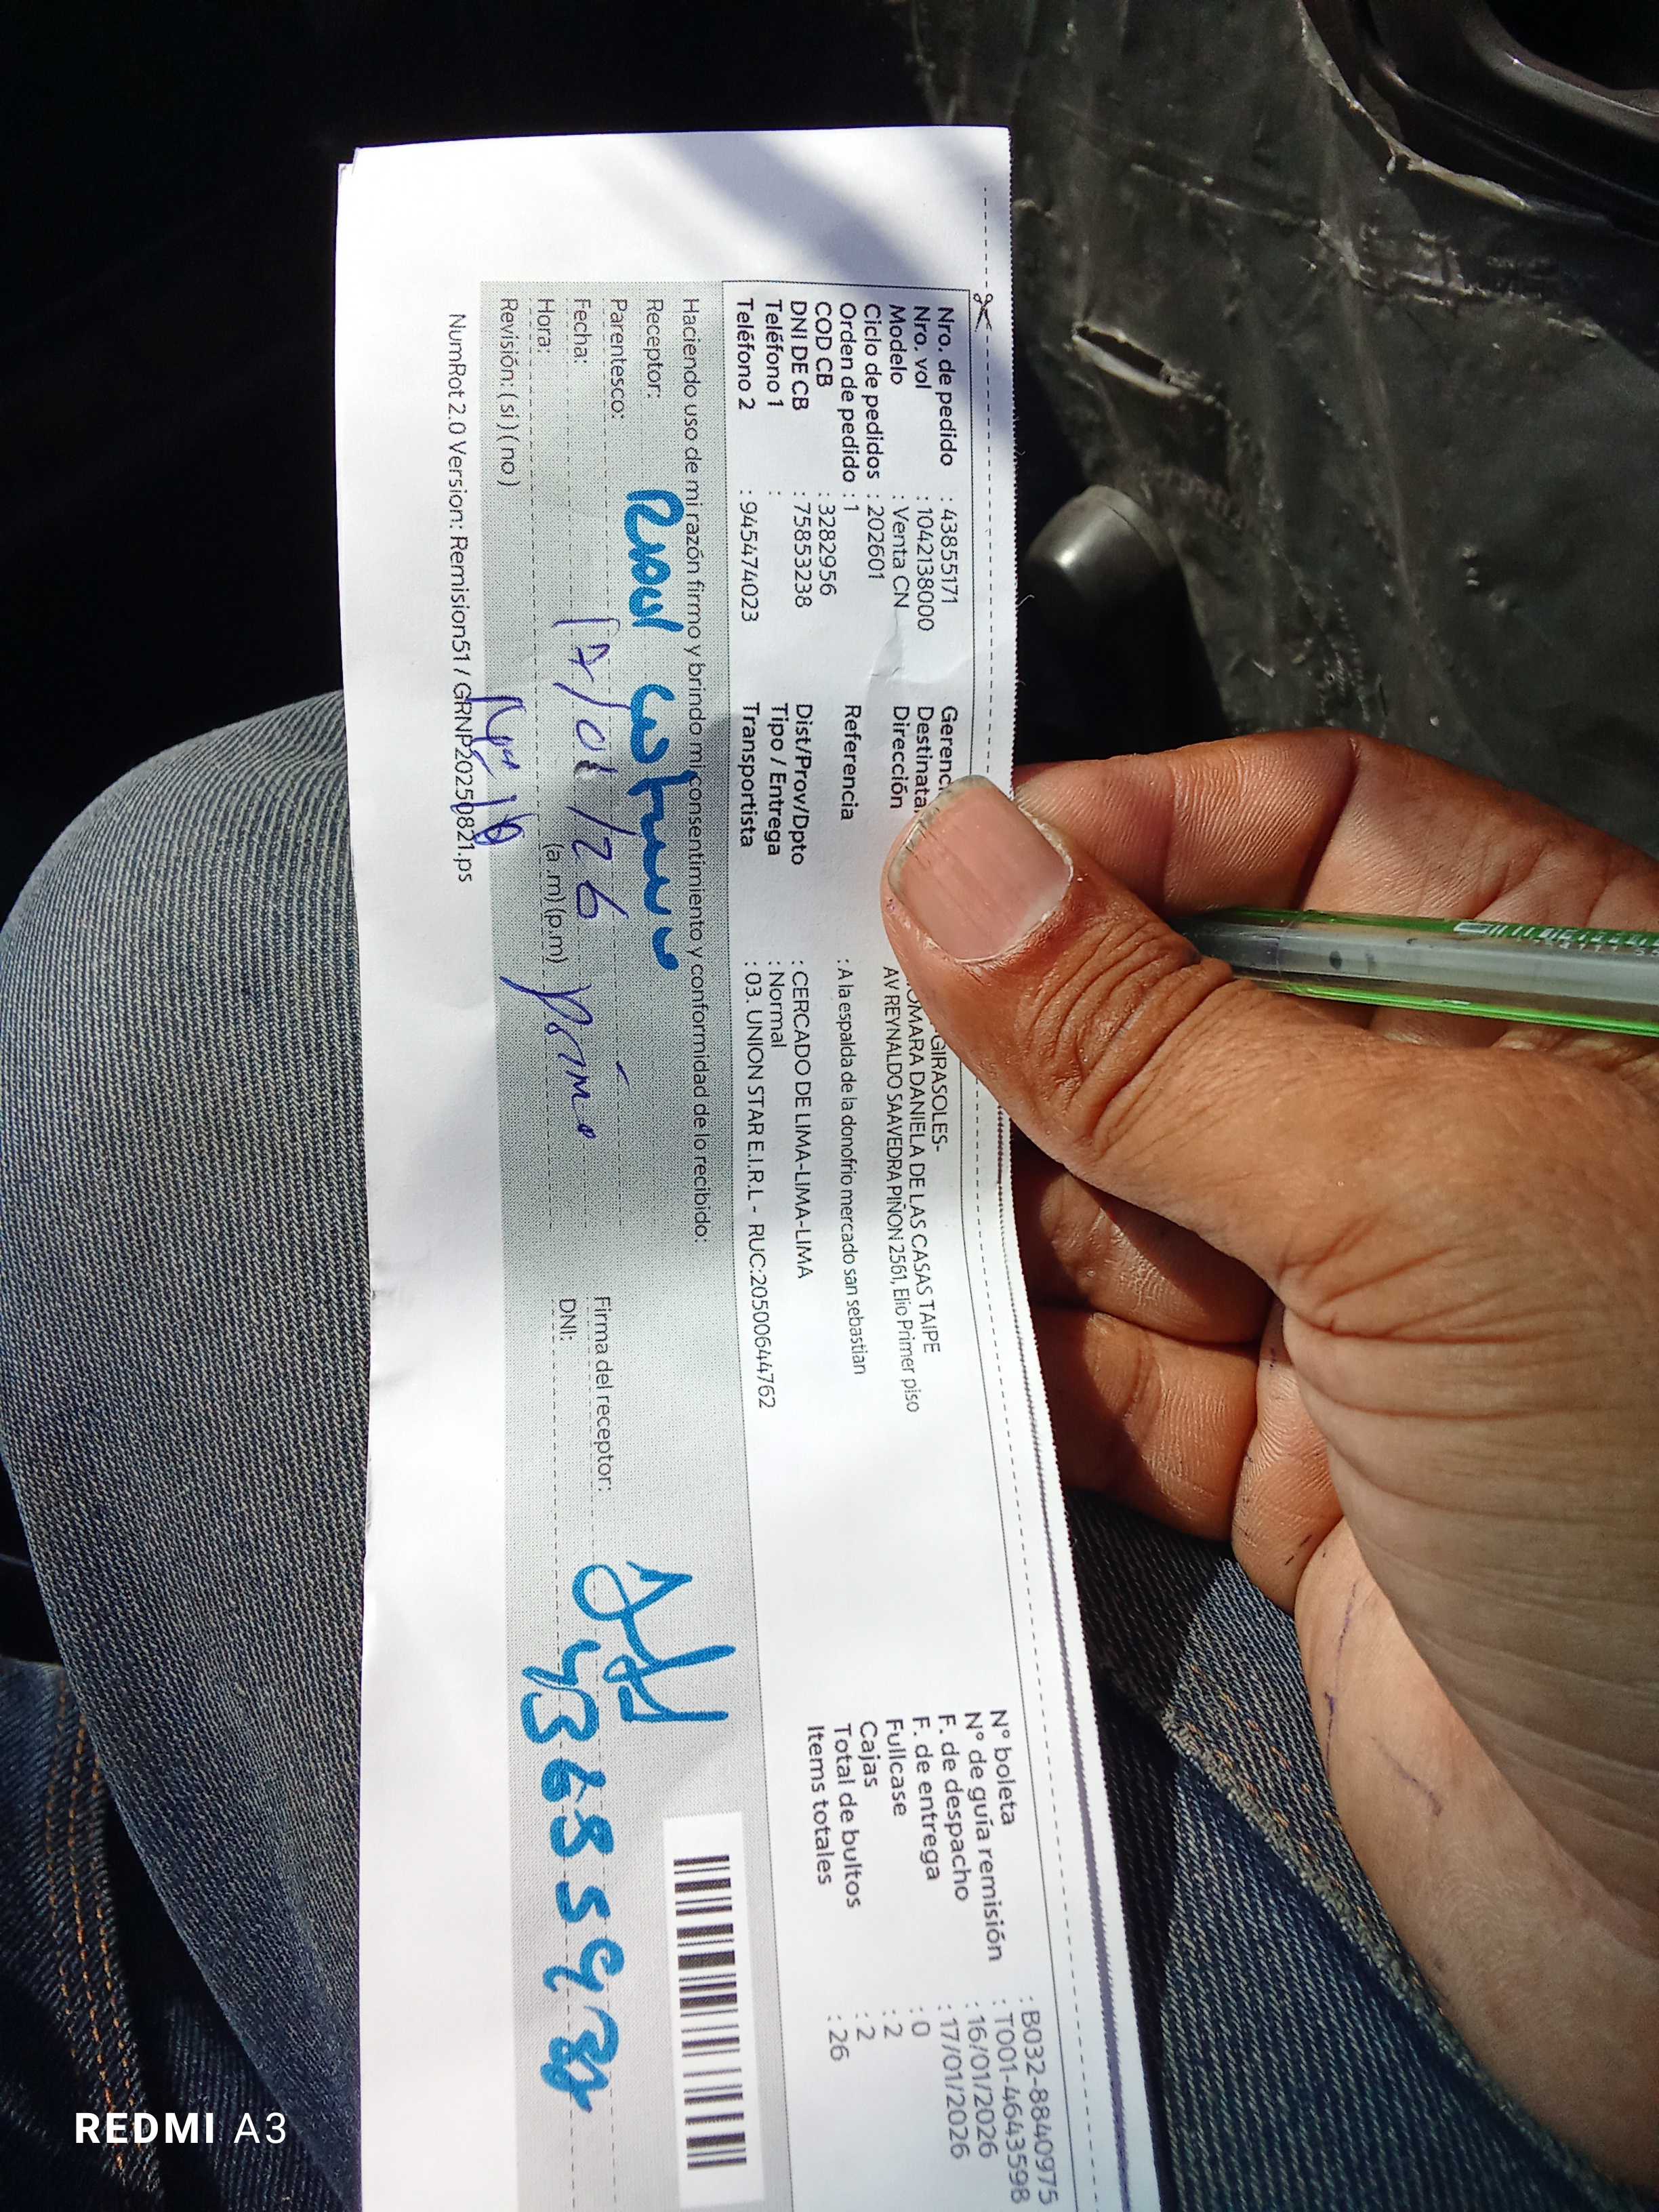 Nro. de pedido : 43855171
Nro. vol : 1042138000
Modelo : Venta CN
Ciclo de pedidos : 202601
Orden de pedido : 1
COD CB : 3282956
DNI DE CB : 75853238
Teléfono 1 :
Teléfono 2 : 945474023
Gerenc GIRASOLES-
Destinata OMARA DANIELA DE LAS CASAS TAIPE
Dirección AV REYNALDO SAAVEDRA PIÑON 2561, Elio Primer piso
Referencia : A la espalda de la donofrio mercado san sebastian
Dist/Prov/Dpto : CERCADO DE LIMA-LIMA-LIMA
Tipo / Entrega : Normal
Transportista : 03. UNION STAR E.I.R.L - RUC:20500644762
N° boleta : B032-8840975
N° de guía remisión : T001-4643598
F. de despacho : 16/01/2026
F. de entrega : 17/01/2026
Fullcase : 0
Cajas : 2
Total de bultos : 2
Items totales : 26
Haciendo uso de mi razón firmo y brindo mi consentimiento y conformidad de lo recibido:
Receptor:
Parentesco:
Fecha: 17/01/26
Hora: (a.m)(p.m) Primo
Revisión: ( si ) ( no )
Firma del receptor:
DNI:
NumRot 2.0 Version: Remision51 / GRNP20250821.ps
REDMI A3